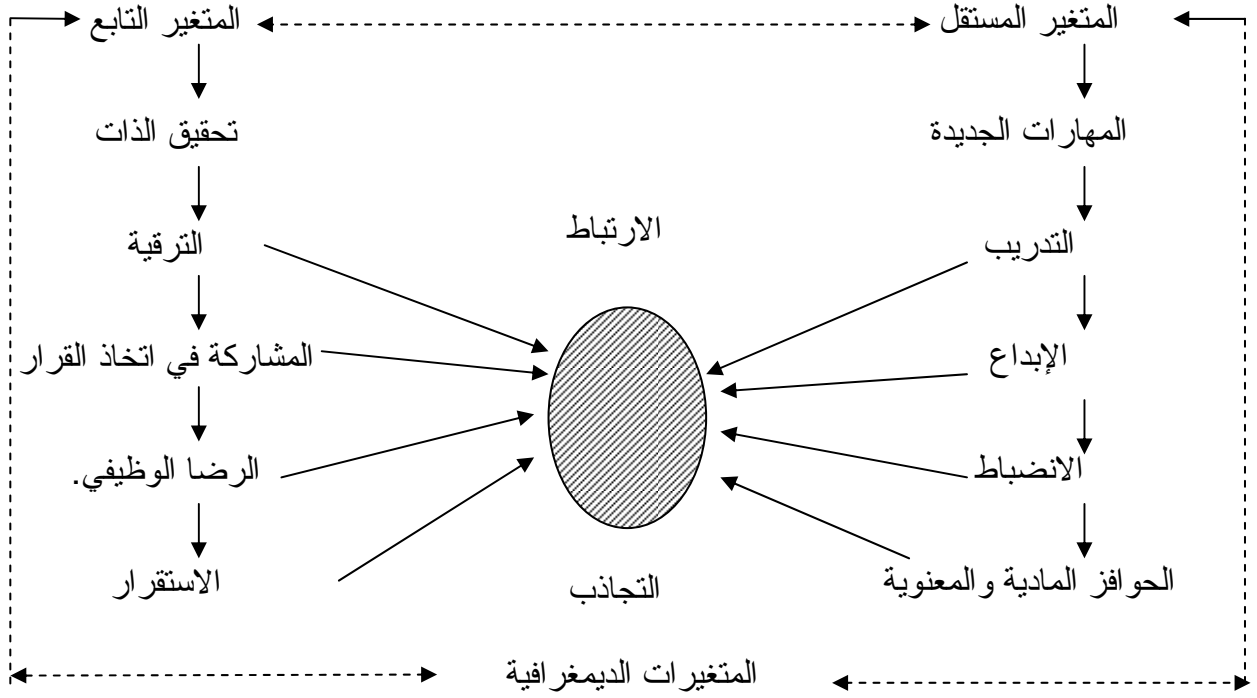 المتغير المستقل
المتغير التابع
المهارات الجديدة
تحقيق الذات
الارتباط
التدريب
الترقية
الإبداع
المشاركة في اتخاذ القرار
الانضباط
الرضا الوظيفي.
الحوافز المادية والمعنوية
التجاذب
الاستقرار
المتغيرات الديمغرافية